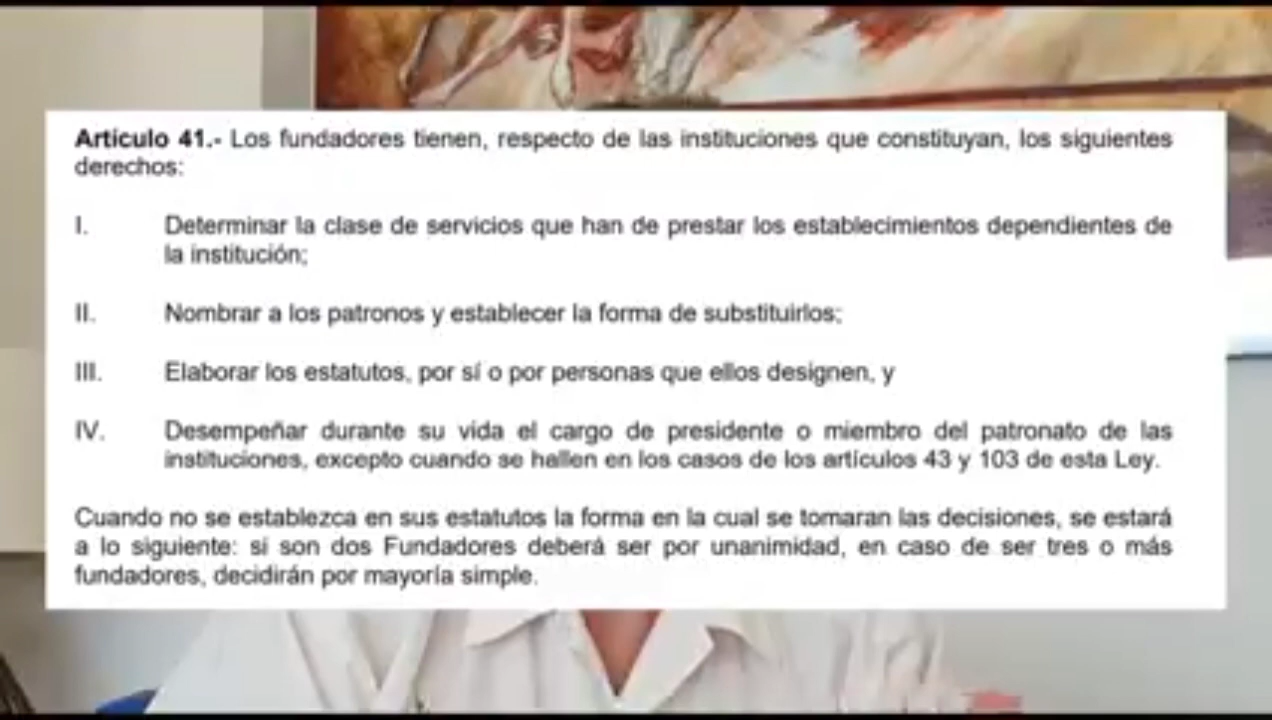 Artículo 41.- Los fundadores tienen, respecto de las instituciones que constituyan, los siguientes
derechos:
I. Determinar la clase de servicios que han de prestar los establecimientos dependientes de
la institución;
II. Nombrar a los patronos y establecer la forma de substituirlos;
III. Elaborar los estatutos, por sí o por personas que ellos designen, y
IV. Desempeñar durante su vida el cargo de presidente o miembro del patronato de las
instituciones, excepto cuando se hallen en los casos de los artículos 43 y 103 de esta Ley.
Cuando no se establezca en sus estatutos la forma en la cual se tomaran las decisiones, se estará
a lo siguiente: si son dos Fundadores deberá ser por unanimidad, en caso de ser tres o más
fundadores, decidirán por mayoría simple.